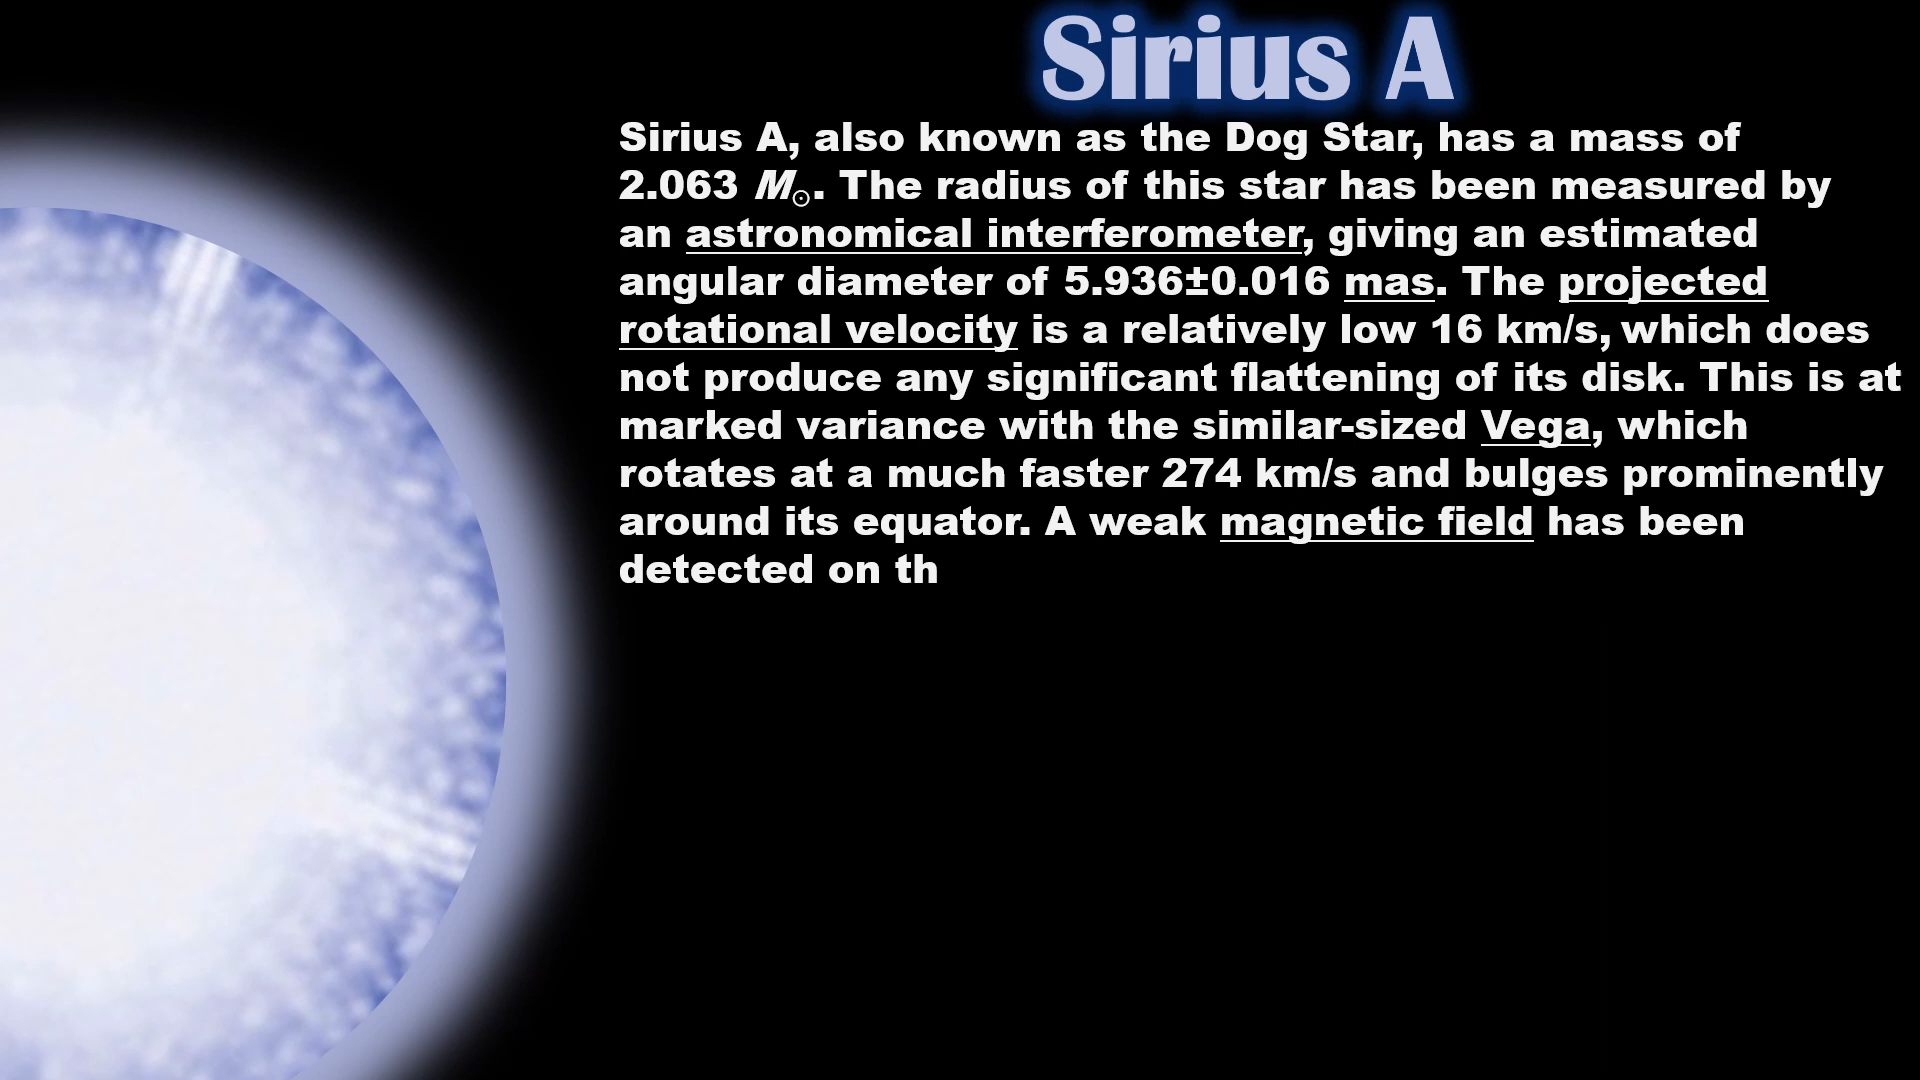 Sirius A
Sirius A, also known as the Dog Star, has a mass of
2.063 M☉. The radius of this star has been measured by
an astronomical interferometer, giving an estimated
angular diameter of 5.936±0.016 mas. The projected
rotational velocity is a relatively low 16 km/s, which does
not produce any significant flattening of its disk. This is at
marked variance with the similar-sized Vega, which
rotates at a much faster 274 km/s and bulges prominently
around its equator. A weak magnetic field has been
detected on th